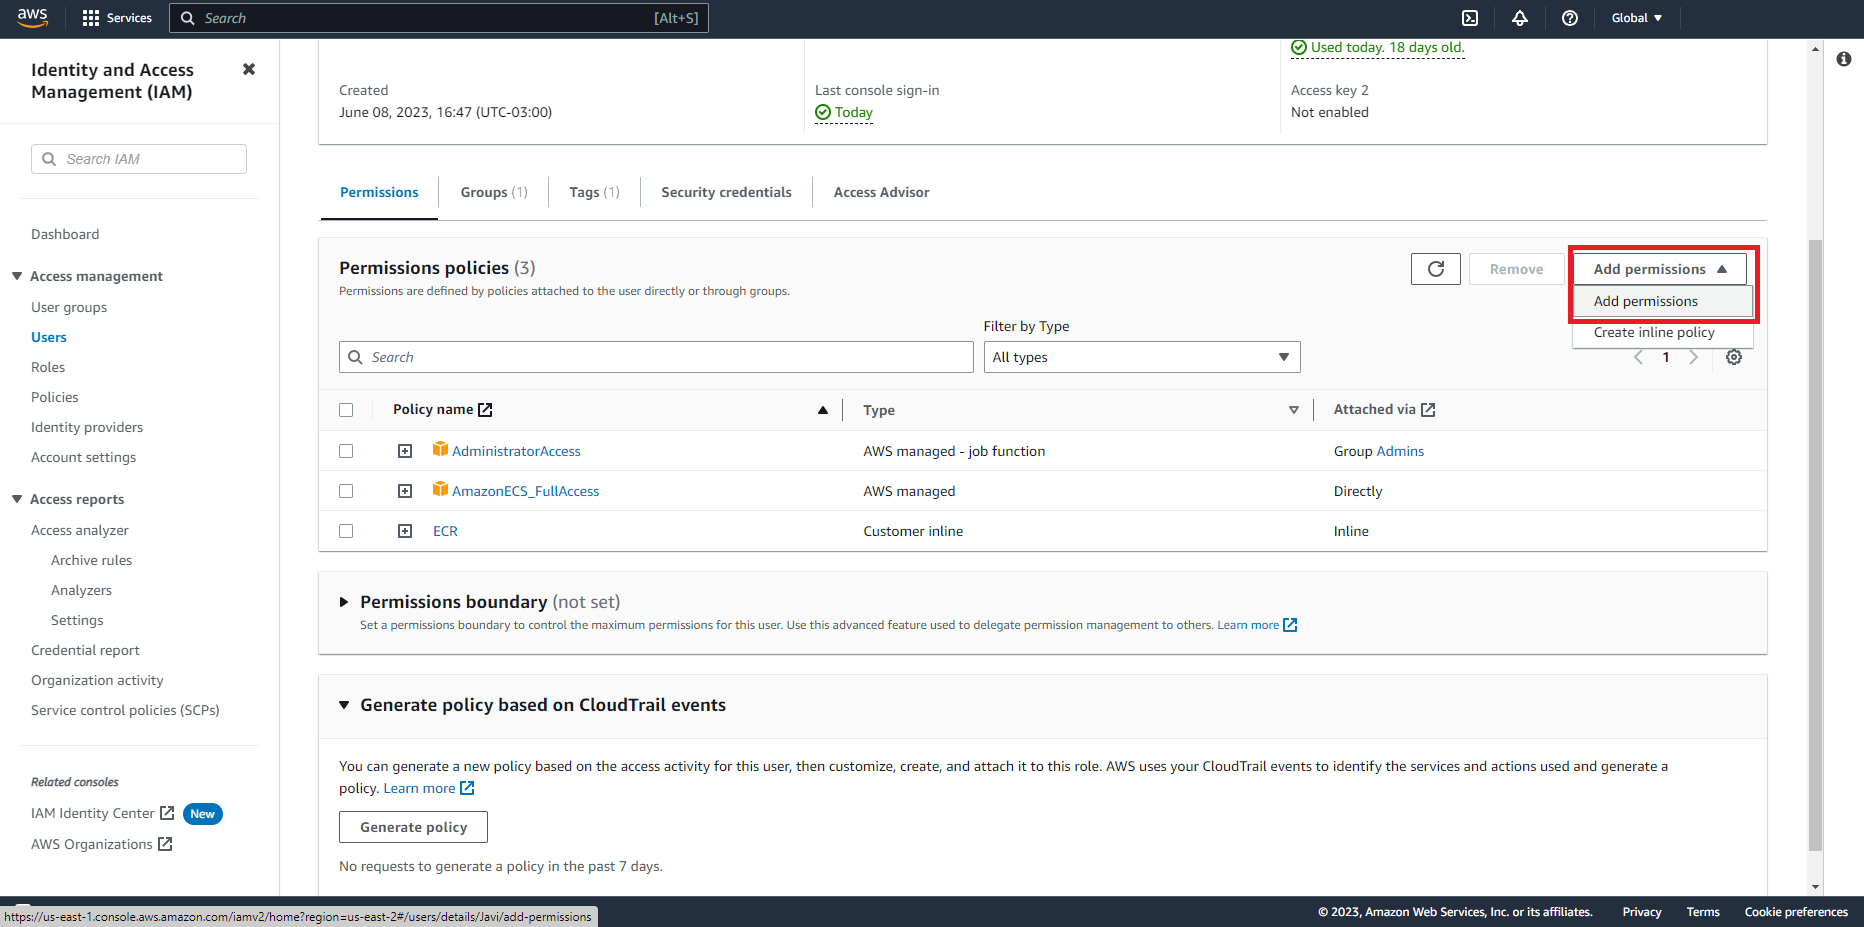 aws
Services
Search
[Alt+S]
Global
Identity and Access
Management (IAM)
Search IAM
Dashboard
Access management
User groups
Users
Roles
Policies
Identity providers
Account settings
Access reports
Access analyzer
Archive rules
Analyzers
Settings
Credential report
Organization activity
Service control policies (SCPs)
Related consoles
IAM Identity Center New
AWS Organizations
Used today. 18 days old.
Created
June 08, 2023, 16:47 (UTC-03:00)
Last console sign-in
Today
Access key 2
Not enabled
Permissions
Groups (1)
Tags (1)
Security credentials
Access Advisor
Permissions policies (3)
Permissions are defined by policies attached to the user directly or through groups.
Remove
Add permissions
Add permissions
Create inline policy
Filter by Type
Search
All types
1
Policy name Type Attached via
AdministratorAccess AWS managed - job function Group Admins
AmazonECS_FullAccess AWS managed Directly
ECR Customer inline Inline
Permissions boundary (not set)
Set a permissions boundary to control the maximum permissions for this user. Use this advanced feature used to delegate permission management to others. Learn more
Generate policy based on CloudTrail events
You can generate a new policy based on the access activity for this user, then customize, create, and attach it to this role. AWS uses your CloudTrail events to identify the services and actions used and generate a
policy. Learn more
Generate policy
No requests to generate a policy in the past 7 days.
https://us-east-1.console.aws.amazon.com/iamv2/home?region=us-east-2#/users/details/Javi/add-permissions
© 2023, Amazon Web Services, Inc. or its affiliates. Privacy Terms Cookie preferences